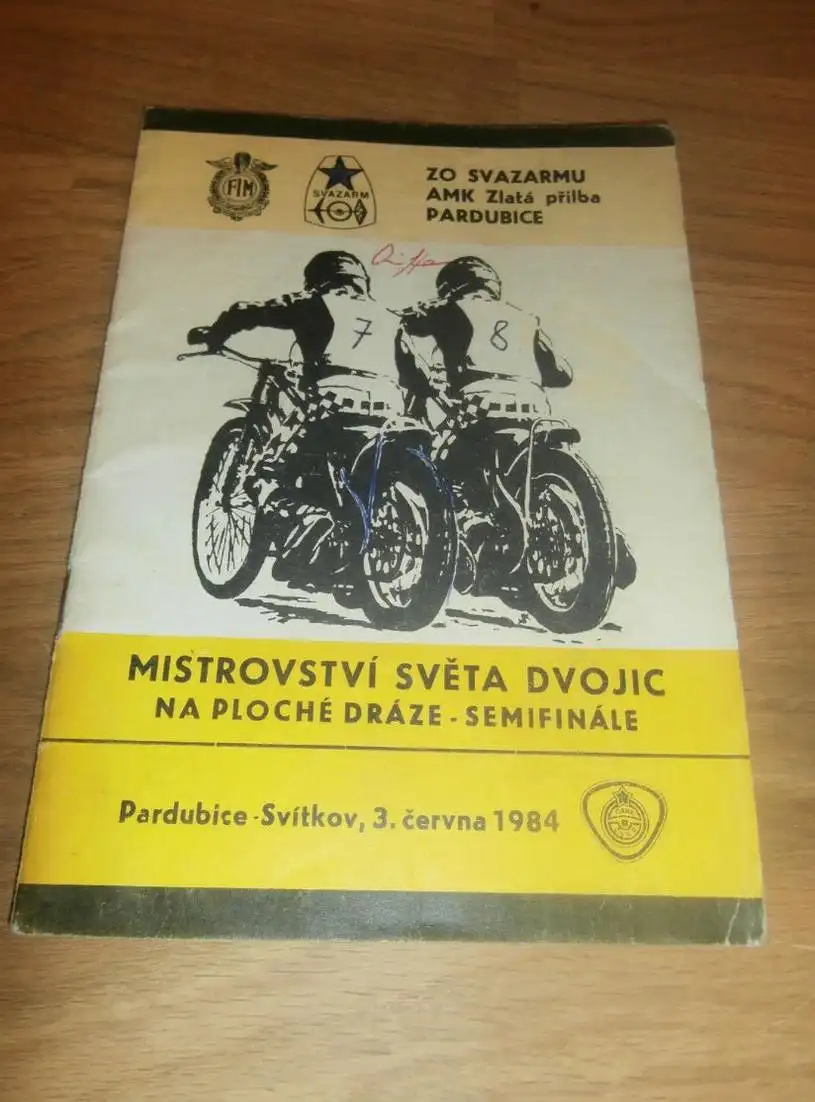 FIM
SVAZARM
ZO SVAZARMU
AMK Zlatá přilba
PARDUBICE
7
8
MISTROVSTVÍ SVĚTA DVOJIC
NA PLOCHÉ DRÁZE - SEMIFINÁLE
Pardubice-Svítkov, 3. června 1984